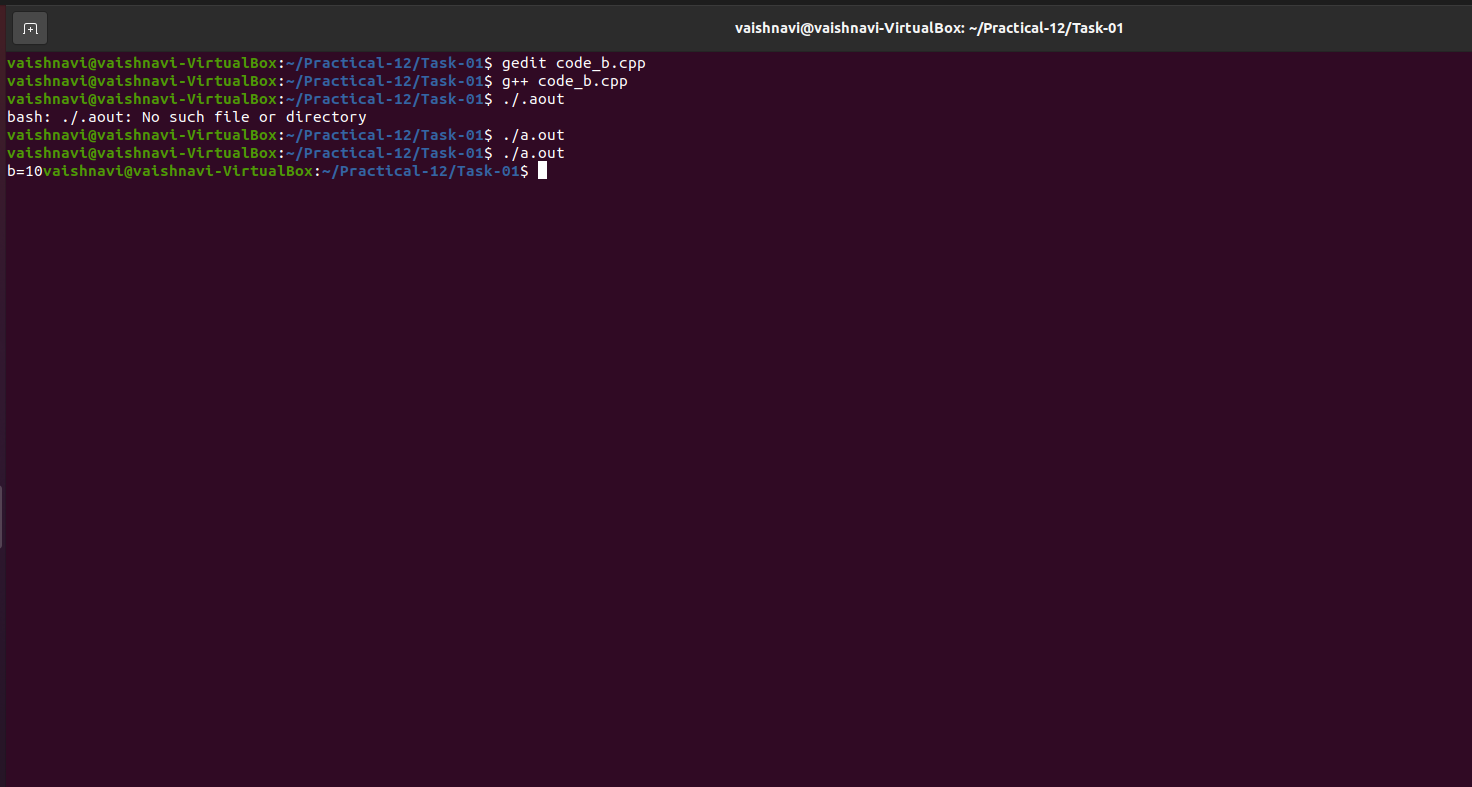 vaishnavi@vaishnavi-VirtualBox: ~/Practical-12/Task-01
vaishnavi@vaishnavi-VirtualBox:~/Practical-12/Task-01$ gedit code_b.cpp
vaishnavi@vaishnavi-VirtualBox:~/Practical-12/Task-01$ g++ code_b.cpp
vaishnavi@vaishnavi-VirtualBox:~/Practical-12/Task-01$ ./.aout
bash: ./.aout: No such file or directory
vaishnavi@vaishnavi-VirtualBox:~/Practical-12/Task-01$ ./a.out
vaishnavi@vaishnavi-VirtualBox:~/Practical-12/Task-01$ ./a.out
b=10vaishnavi@vaishnavi-VirtualBox:~/Practical-12/Task-01$